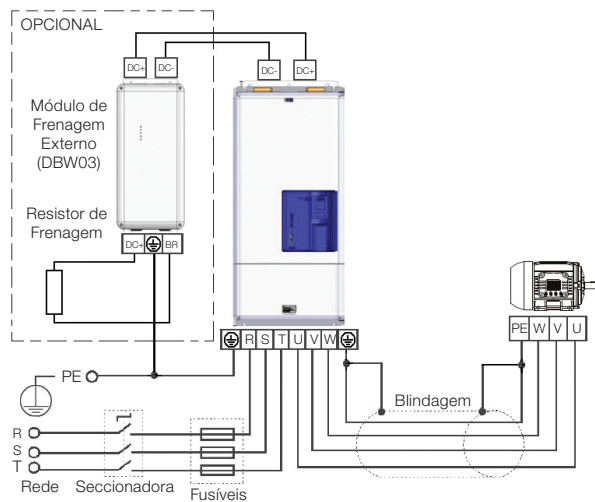 OPCIONAL
DC+ DC-
DC- DC+
Módulo de
Frenagem
Externo
(DBW03)
Resistor de
Frenagem
DC+ BR
R S T U V W
PE W V U
PE
Blindagem
R
S
T
Rede
Seccionadora
Fusíveis